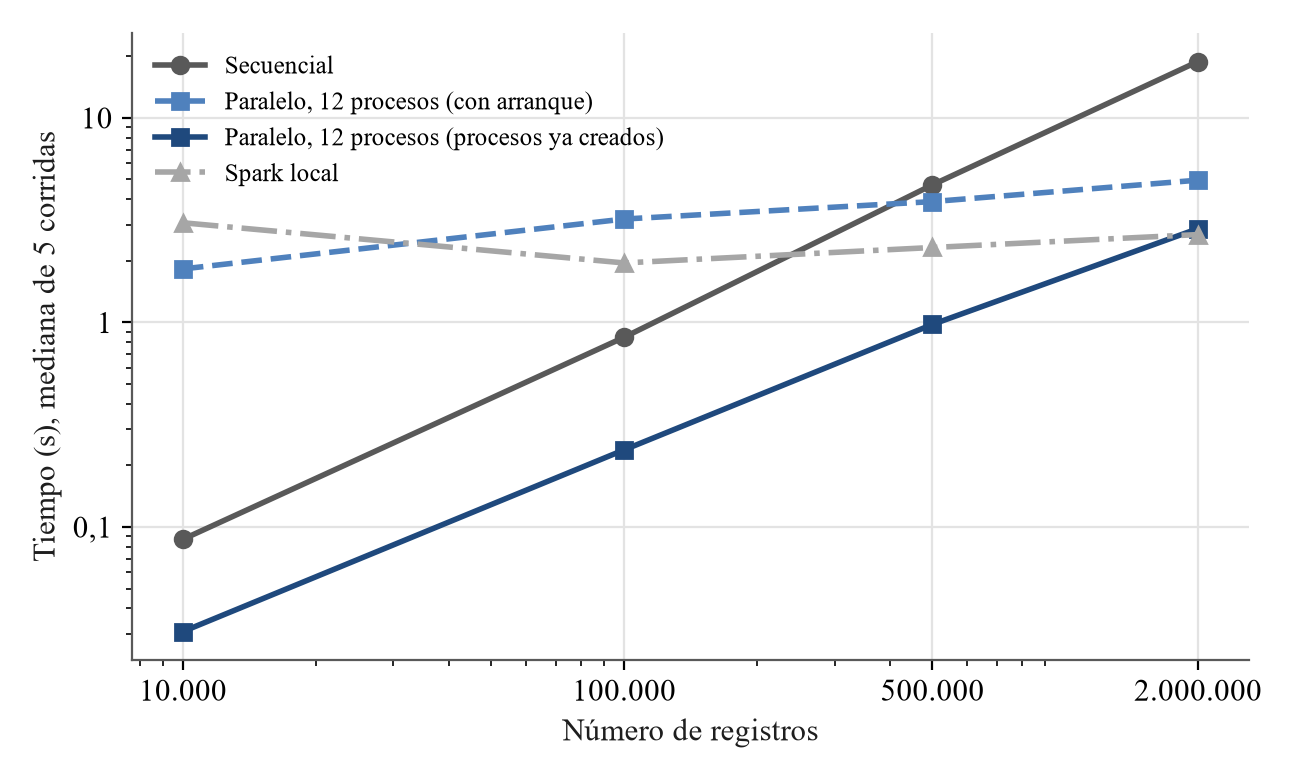 Secuencial
Paralelo, 12 procesos (con arranque)
Paralelo, 12 procesos (procesos ya creados)
Spark local
Tiempo (s), mediana de 5 corridas
10
1
0,1
10.000 100.000 500.000 2.000.000
Número de registros